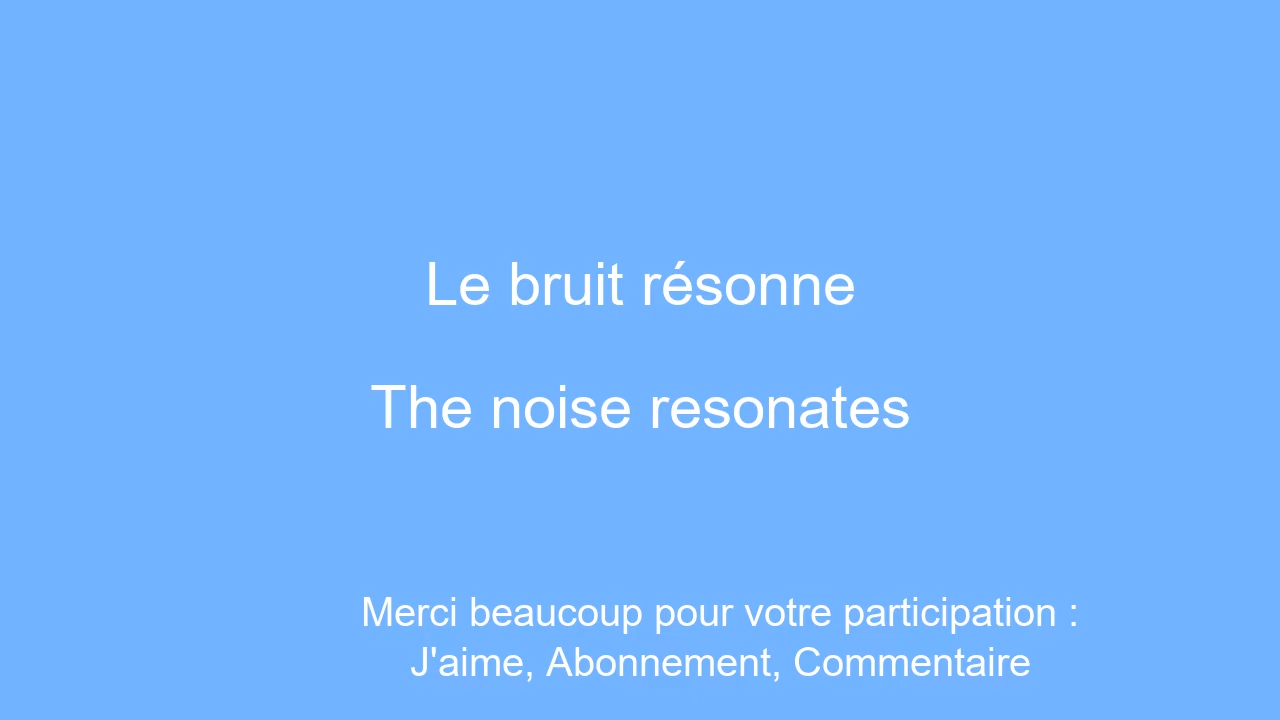 Le bruit résonne
The noise resonates
Merci beaucoup pour votre participation :
J'aime, Abonnement, Commentaire